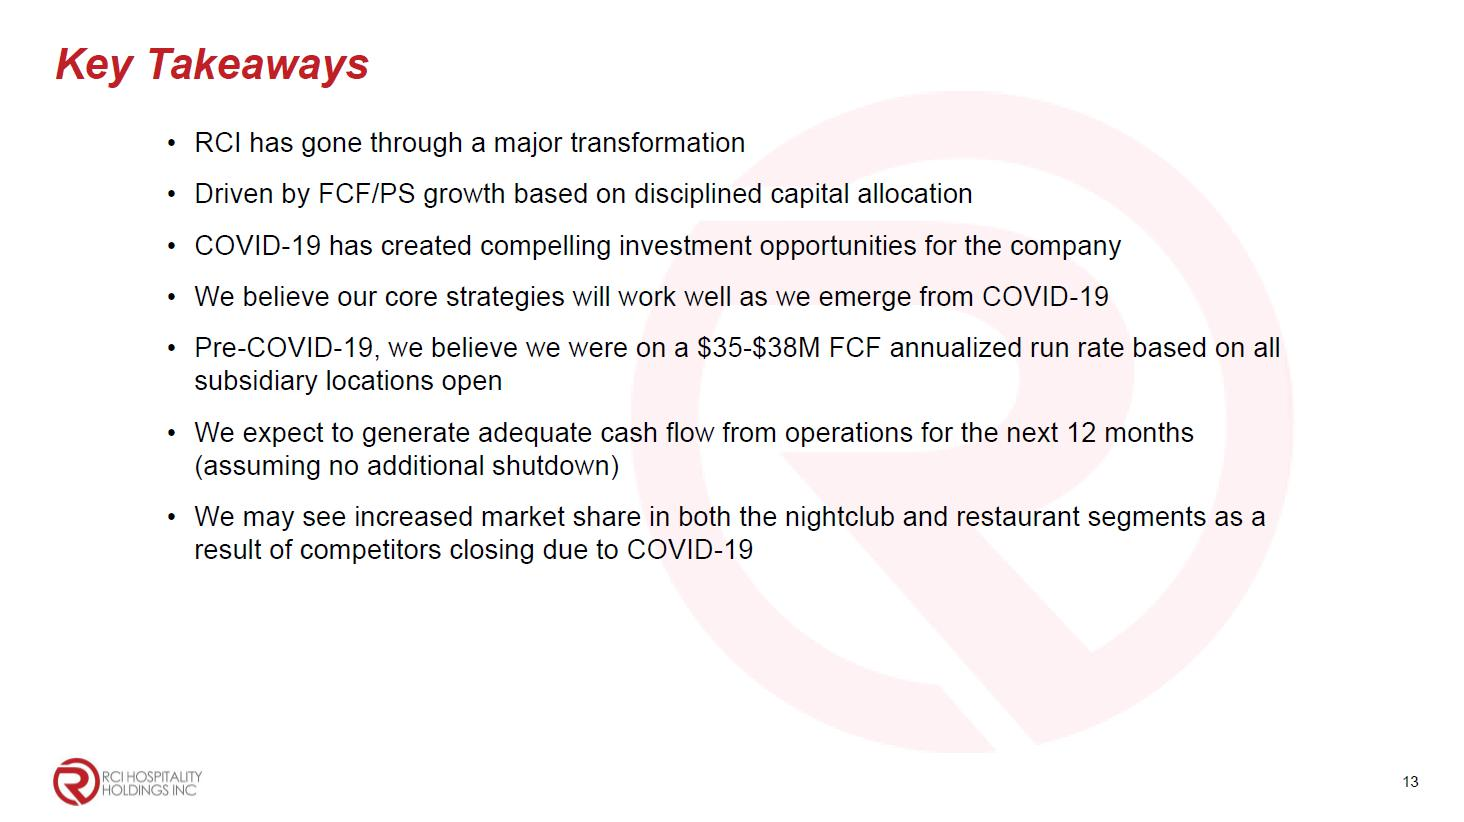 Key Takeaways
• RCI has gone through a major transformation
• Driven by FCF/PS growth based on disciplined capital allocation
• COVID-19 has created compelling investment opportunities for the company
• We believe our core strategies will work well as we emerge from COVID-19
• Pre-COVID-19, we believe we were on a $35-$38M FCF annualized run rate based on all
subsidiary locations open
• We expect to generate adequate cash flow from operations for the next 12 months
(assuming no additional shutdown)
• We may see increased market share in both the nightclub and restaurant segments as a
result of competitors closing due to COVID-19
RCI HOSPITALITY
HOLDINGS INC
13